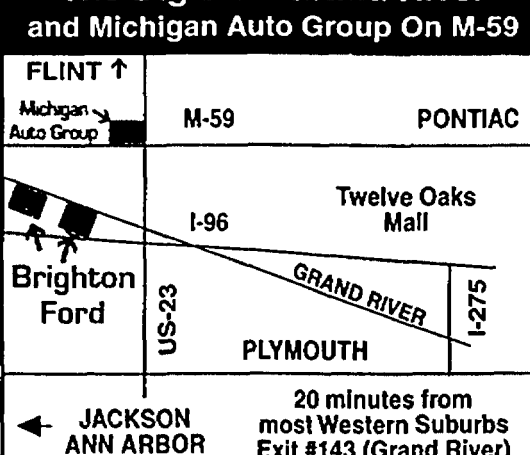 and Michigan Auto Group On M-59
FLINT ↑
Michigan
Auto Group
M-59
PONTIAC
Twelve Oaks
Mall
I-96
Brighton
Ford
US-23
GRAND RIVER
I-275
PLYMOUTH
JACKSON
ANN ARBOR
20 minutes from
most Western Suburbs
Exit #143 (Grand River)